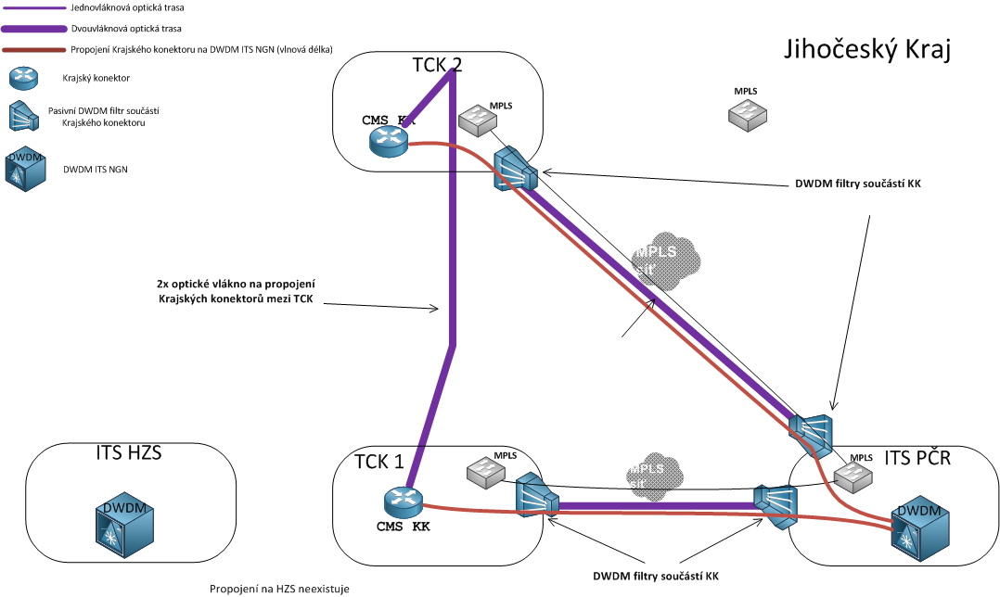 Jednovláknová optická trasa
Dvouvláknová optická trasa
Propojení Krajského konektoru na DWDM ITS NGN (vlnová délka)
Krajský konektor
Pasivní DWDM filtr součástí
Krajského konektoru
DWDM
DWDM ITS NGN
Jihočeský Kraj
TCK 2
MPLS
CMS KK
MPLS
DWDM filtry součástí KK
MPLS
síť
2x optické vlákno na propojení
Krajských konektorů mezi TCK
ITS HZS
DWDM
TCK 1
MPLS
CMS KK
MPLS
síť
MPLS
ITS PČR
DWDM
DWDM filtry součástí KK
Propojení na HZS neexistuje